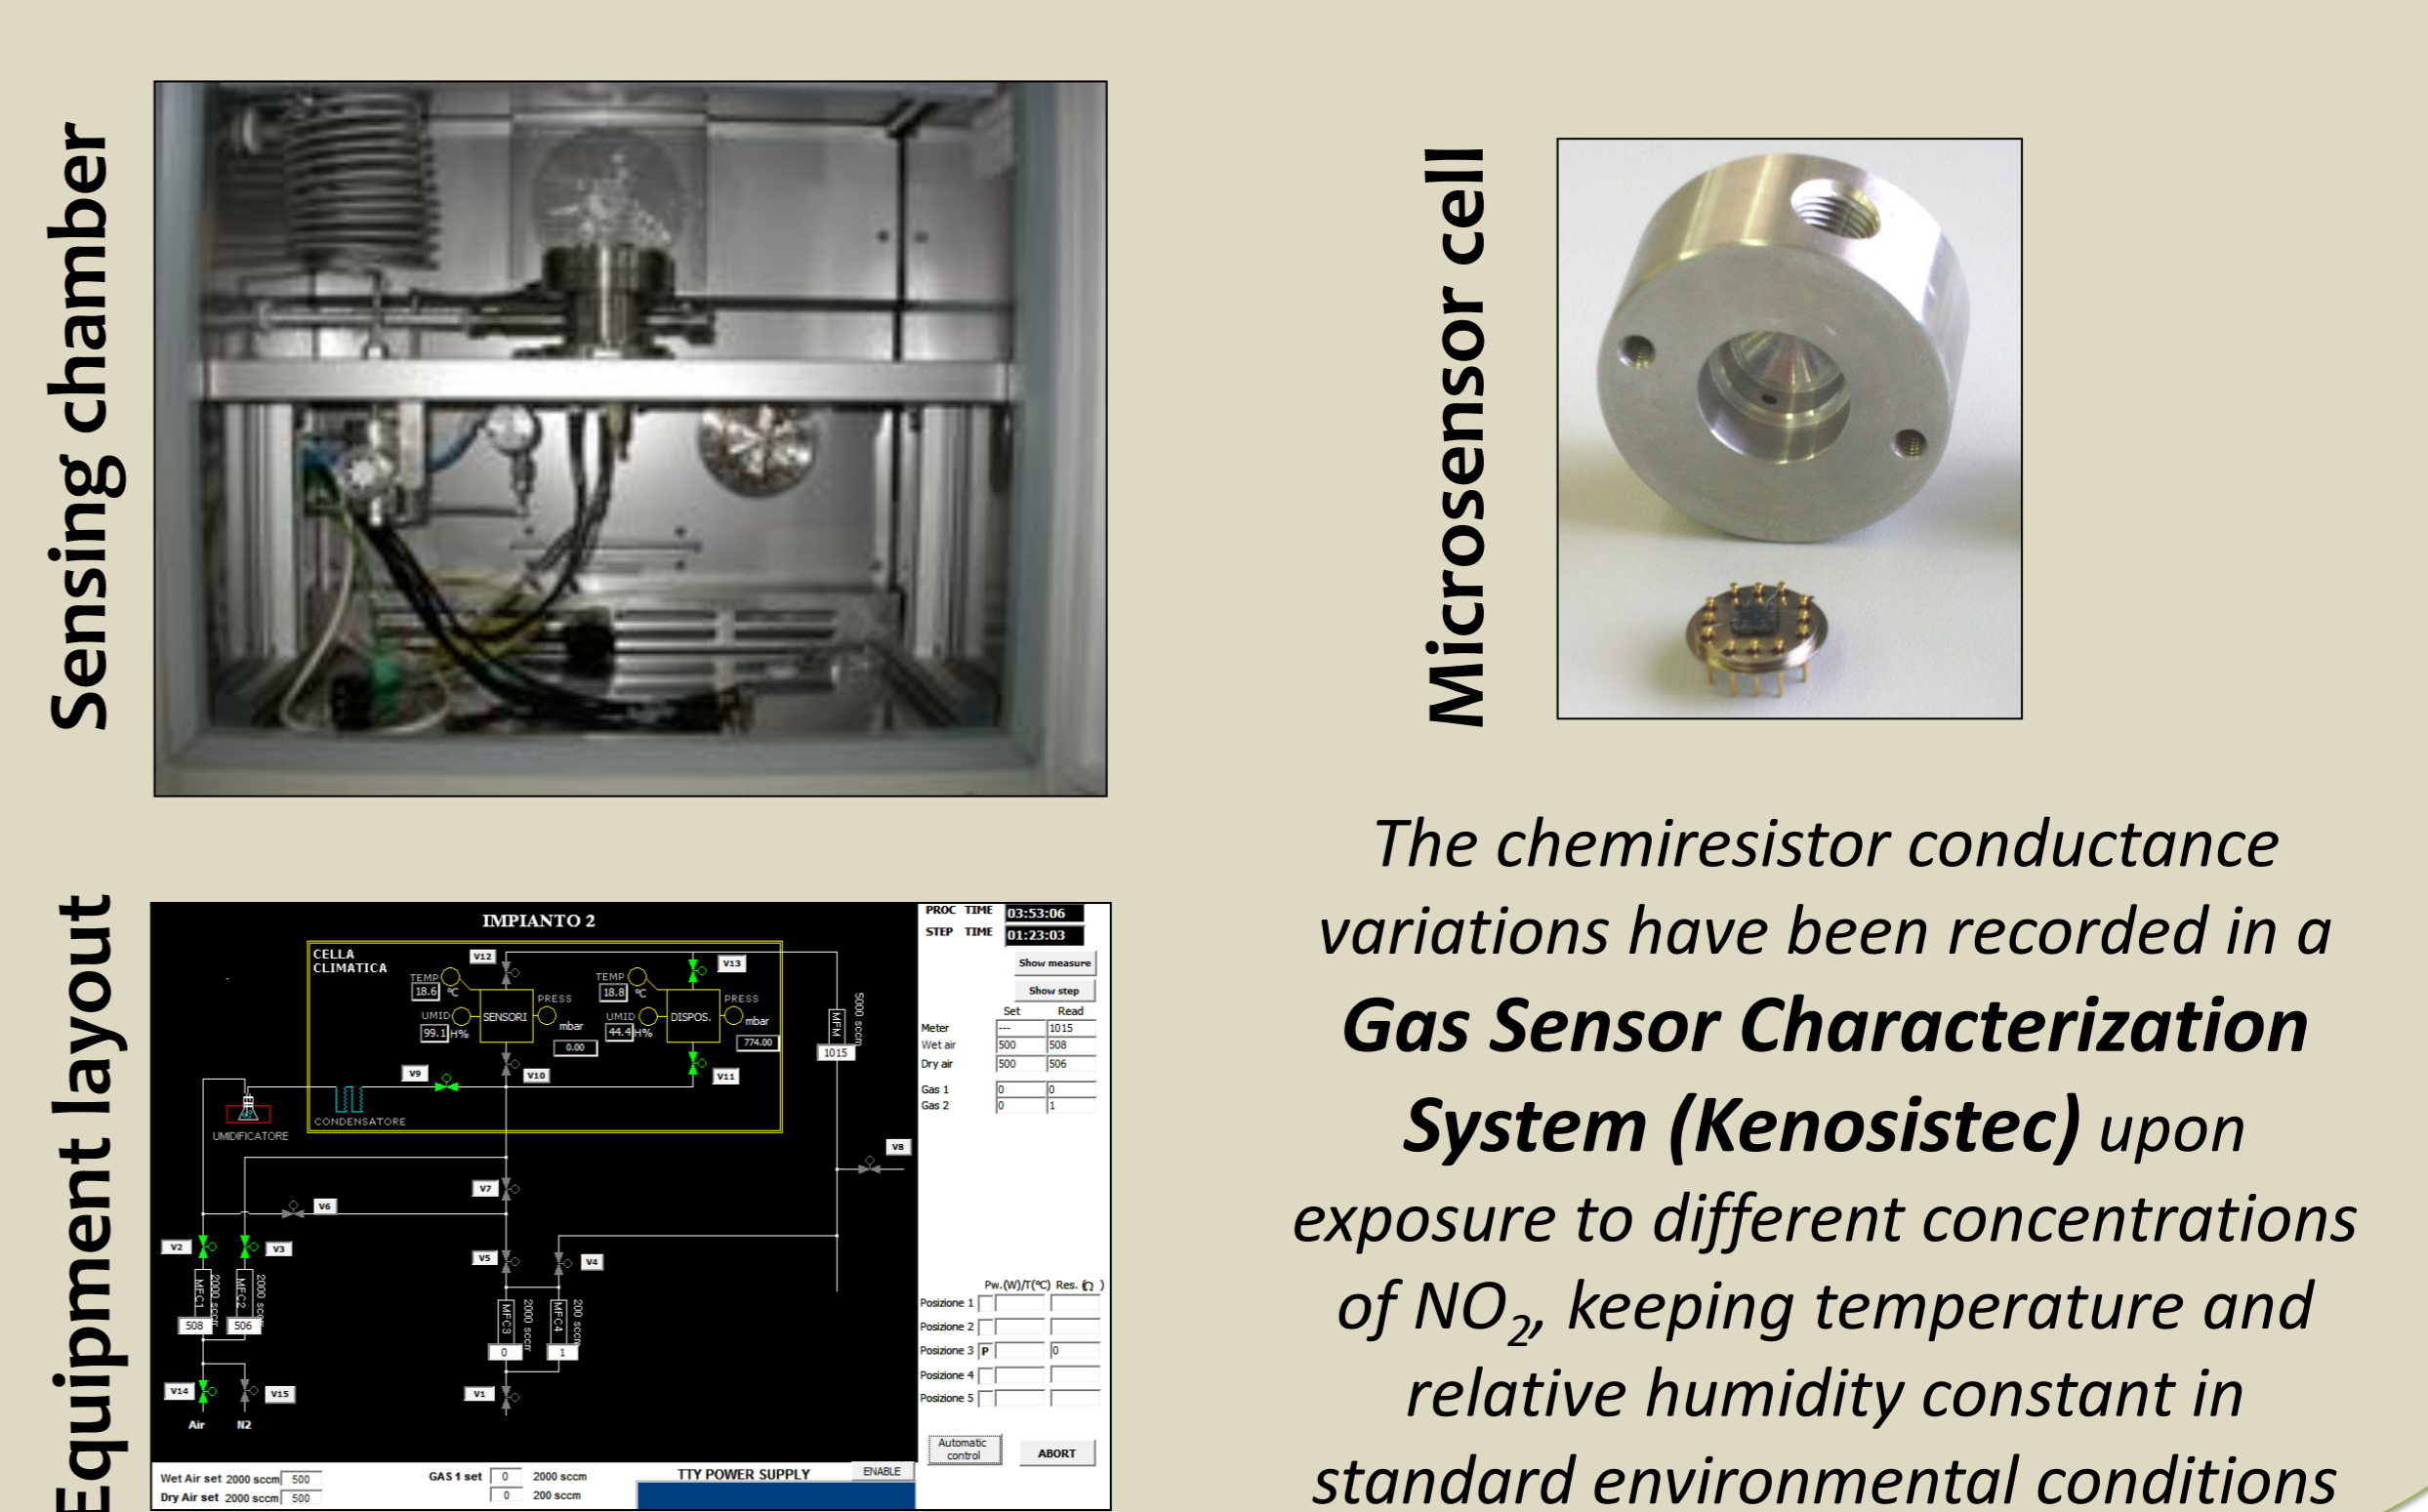 Sensing chamber
Microsensor cell
The chemiresistor conductance
variations have been recorded in a
Gas Sensor Characterization
System (Kenosistec) upon
exposure to different concentrations
of NO2, keeping temperature and
relative humidity constant in
standard environmental conditions
Equipment layout
IMPIANTO 2
CELLA
CLIMATICA
V12
V13
TEMP
18.6 °C
TEMP
18.8 °C
PRESS
PRESS
UMID
SENSORI
mbar
UMID
DISPOS.
mbar
99.1 H%
0.00
44.4 H%
774.00
MFM
5000 sccm
1015
V9
V10
V11
CONDENSATORE
UMIDIFICATORE
V8
V7
V6
V2
V3
V5
V4
MFC1
2000 sccm
MFC2
2000 sccm
MFC3
2000 sccm
MFC4
200 sccm
508
506
0
1
V14
V15
V1
Air
N2
PROC TIME 03:53:06
STEP TIME 01:23:03
Show measure
Show step
Set Read
Meter --- 1015
Wet air 500 508
Dry air 500 506
Gas 1 0 0
Gas 2 0 1
Pw.(W)/T(°C) Res. (Ω )
Posizione 1
Posizione 2
Posizione 3 P 0
Posizione 4
Posizione 5
Automatic
control
ABORT
Wet Air set 2000 sccm 500
Dry Air set 2000 sccm 500
GAS 1 set 0 2000 sccm
0 200 sccm
TTY POWER SUPPLY
ENABLE